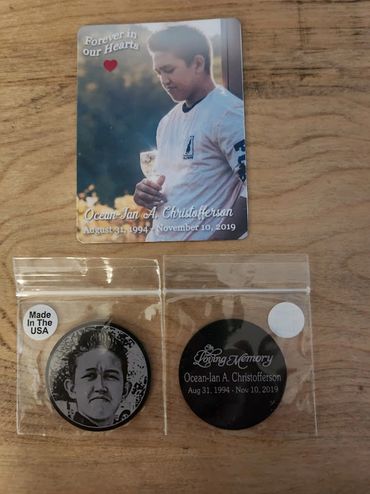 Forever in
our Hearts
Ocean-Ian A. Christofferson
August 31, 1994 - November 10, 2019
Made
In The
USA
In
Loving Memory
Ocean-Ian A. Christofferson
Aug 31, 1994 - Nov 10, 2019